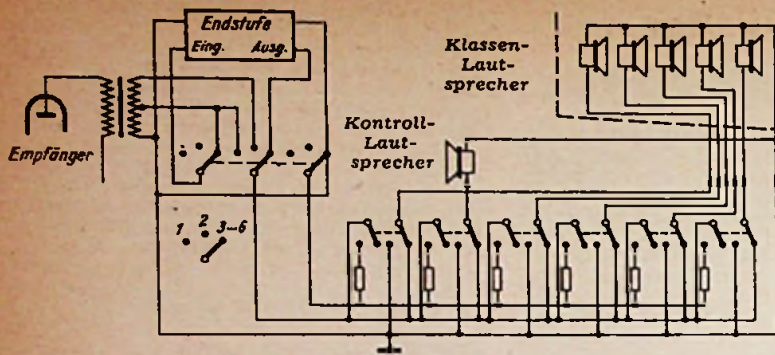 Endstufe
Eing. Ausg.
Klassen-
Laut-
sprecher
Kontroll-
Laut-
sprecher
Empfänger
1 2 3–6